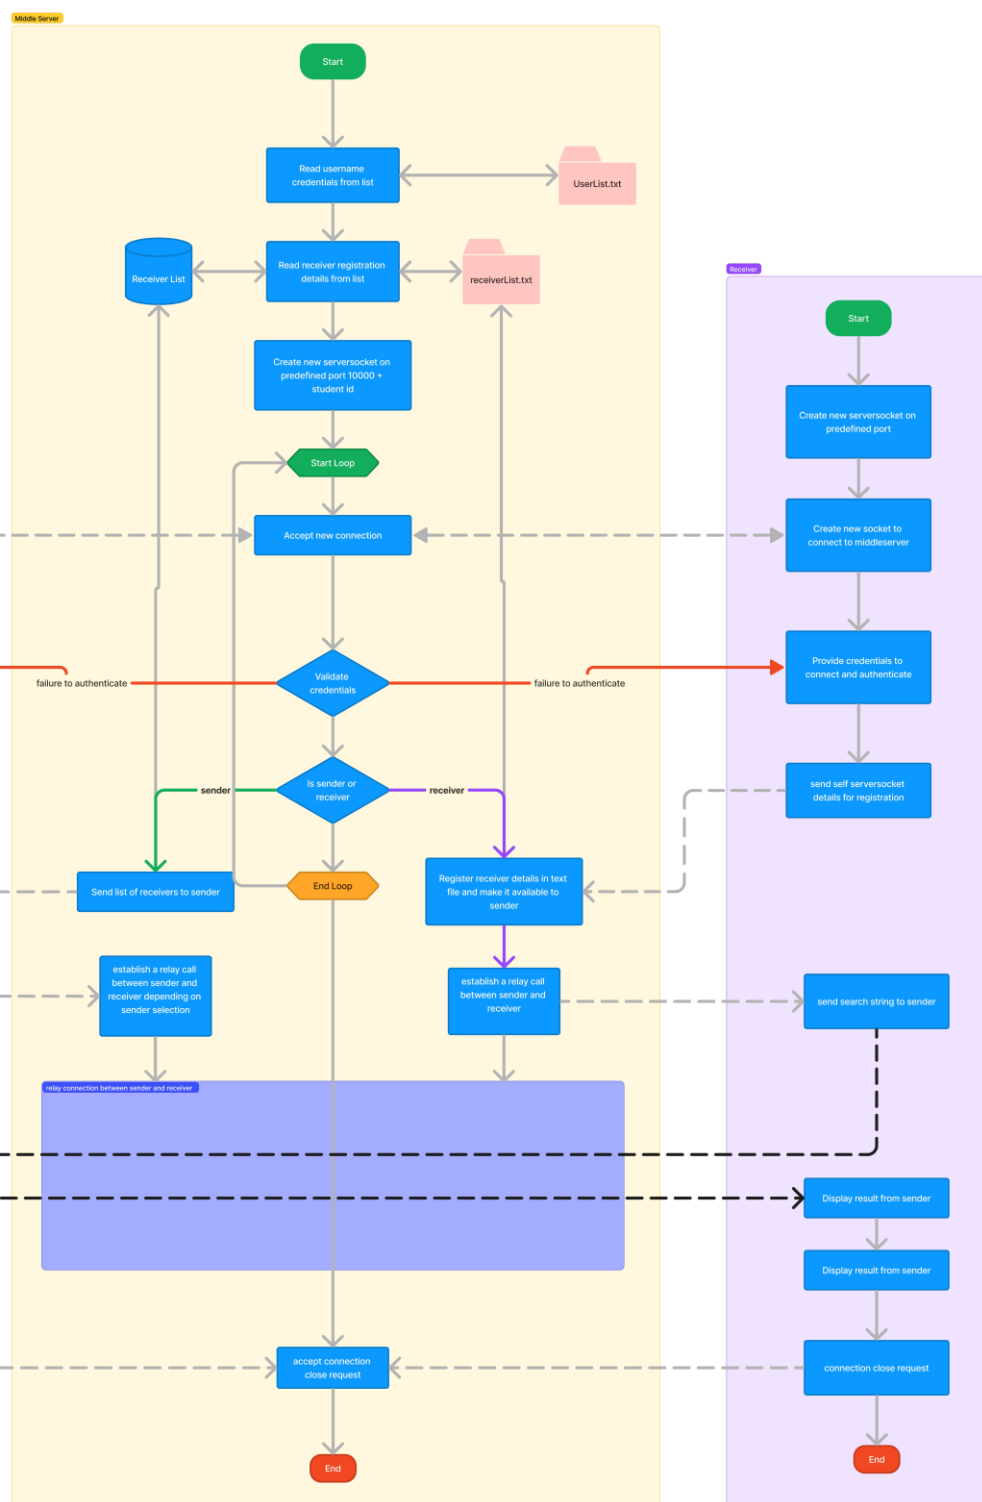 Middle Server
Start
Read username
credentials from list
UserList.txt
Receiver List
Read receiver registration
details from list
receiverList.txt
Create new serversocket on
predefined port 10000 +
student id
Start Loop
Accept new connection
Validate
credentials
failure to authenticate
failure to authenticate
Is sender or
receiver
sender
receiver
Send list of receivers to sender
End Loop
Register receiver details in text
file and make it available to
sender
establish a relay call
between sender and
receiver depending on
sender selection
establish a relay call
between sender and
receiver
relay connection between sender and receiver
accept connection
close request
End
Receiver
Start
Create new serversocket on
predefined port
Create new socket to
connect to middleserver
Provide credentials to
connect and authenticate
send self serversocket
details for registration
send search string to sender
Display result from sender
Display result from sender
connection close request
End